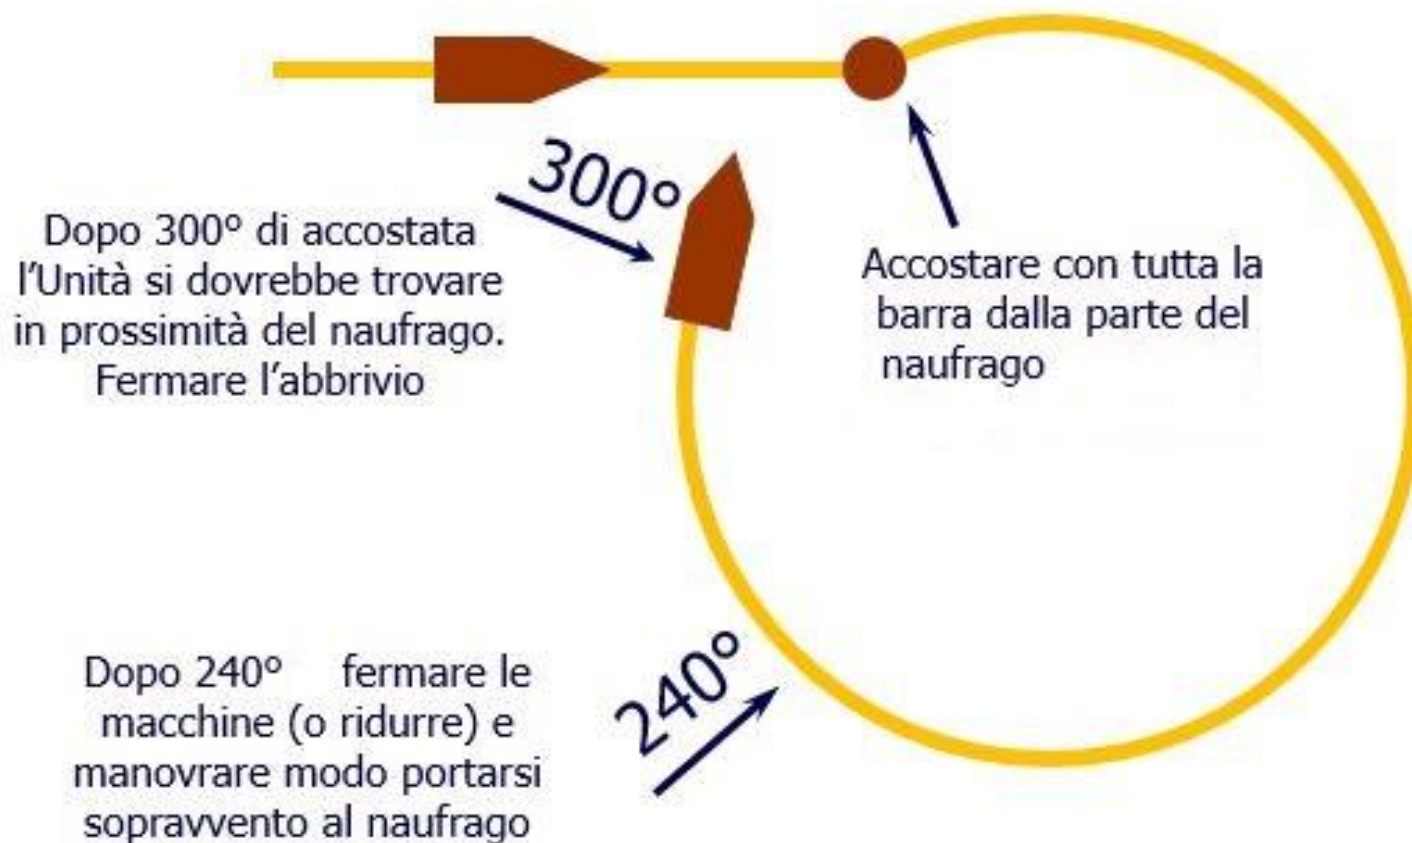 300°
Dopo 300° di accostata
l'Unità si dovrebbe trovare
in prossimità del naufrago.
Fermare l'abbrivio
Accostare con tutta la
barra dalla parte del
naufrago
240°
Dopo 240° fermare le
macchine (o ridurre) e
manovrare modo portarsi
sopravvento al naufrago